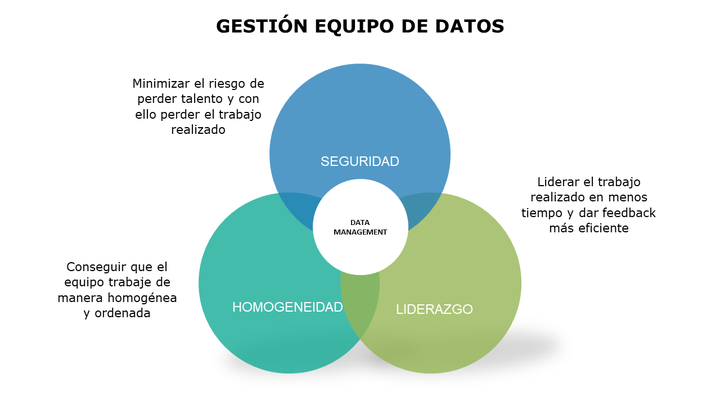 GESTIÓN EQUIPO DE DATOS
Minimizar el riesgo de
perder talento y con
ello perder el trabajo
realizado
SEGURIDAD
Liderar el trabajo
realizado en menos
tiempo y dar feedback
más eficiente
DATA
MANAGEMENT
Conseguir que el
equipo trabaje de
manera homogénea
y ordenada
HOMOGENEIDAD
LIDERAZGO